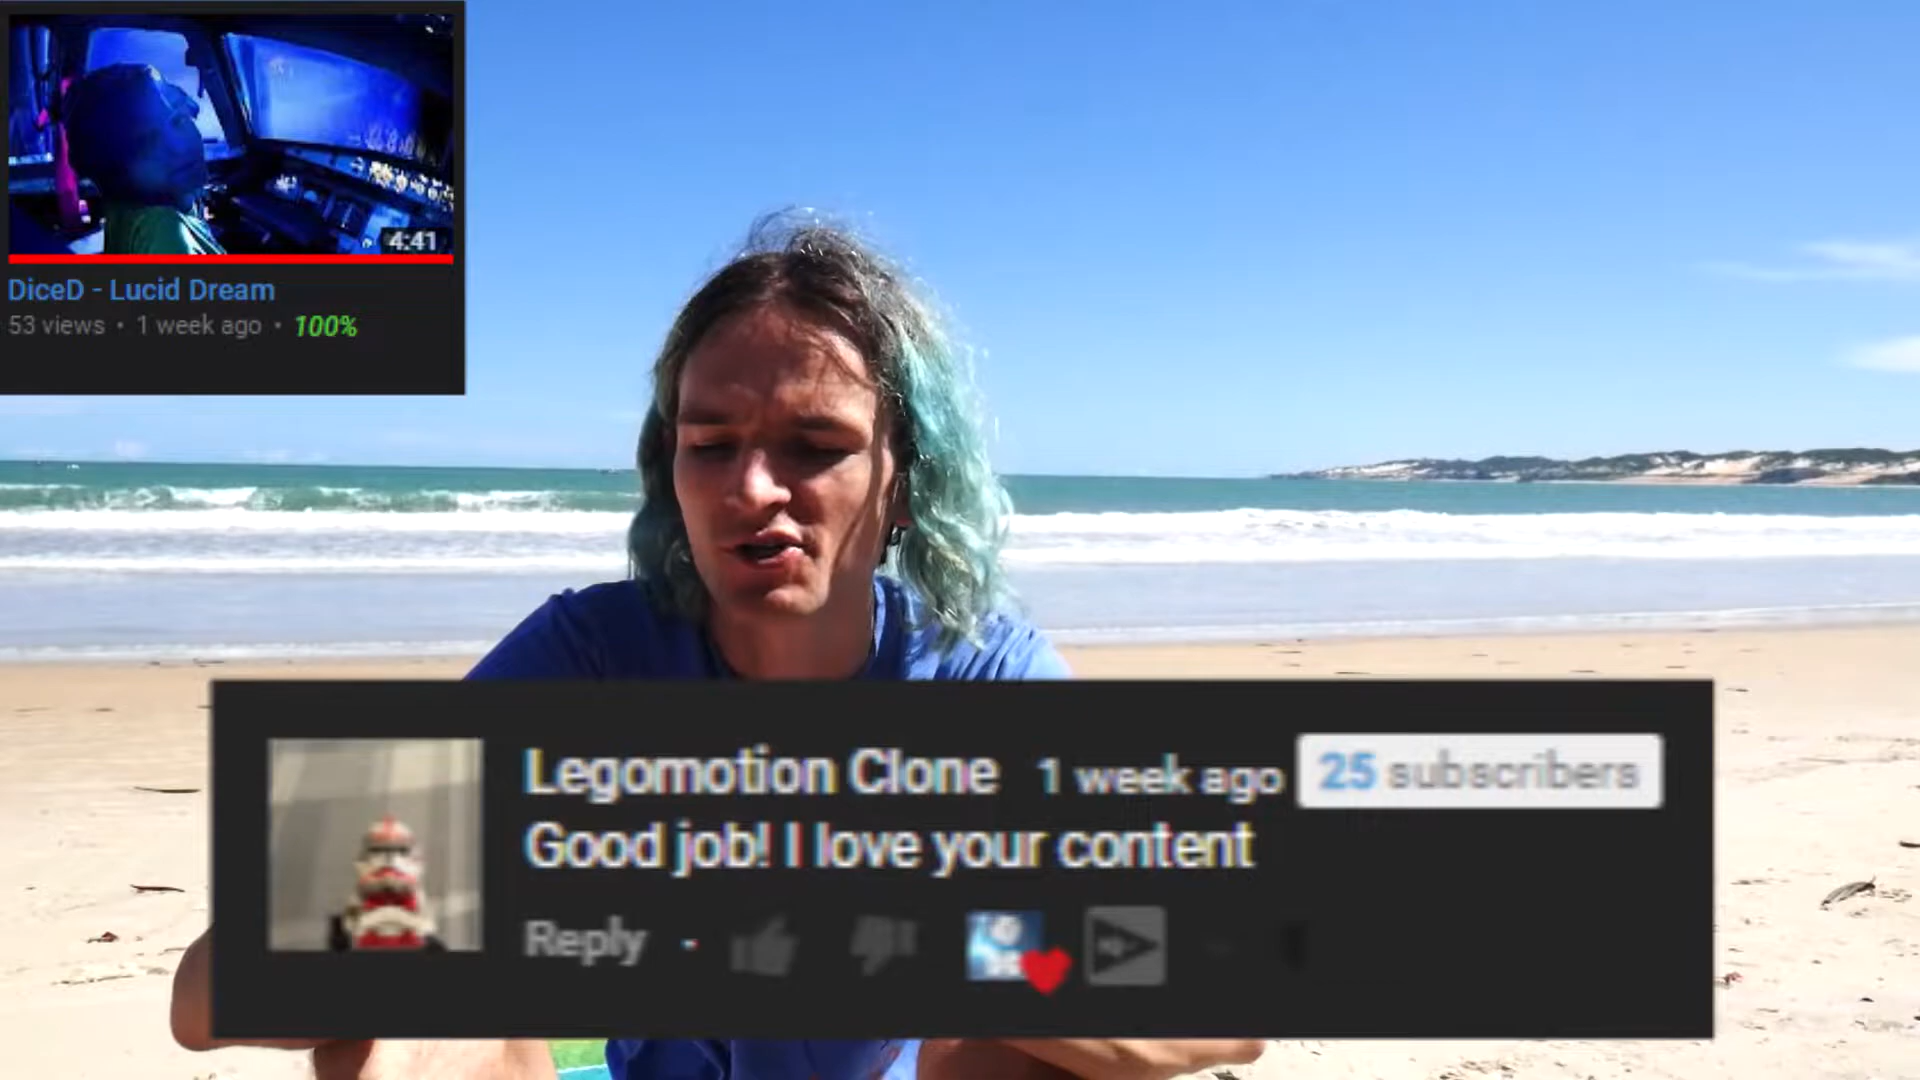 4:41
DiceD - Lucid Dream
53 views • 1 week ago • 100%
Legomotion Clone 1 week ago 25 subscribers
Good job! I love your content
Reply